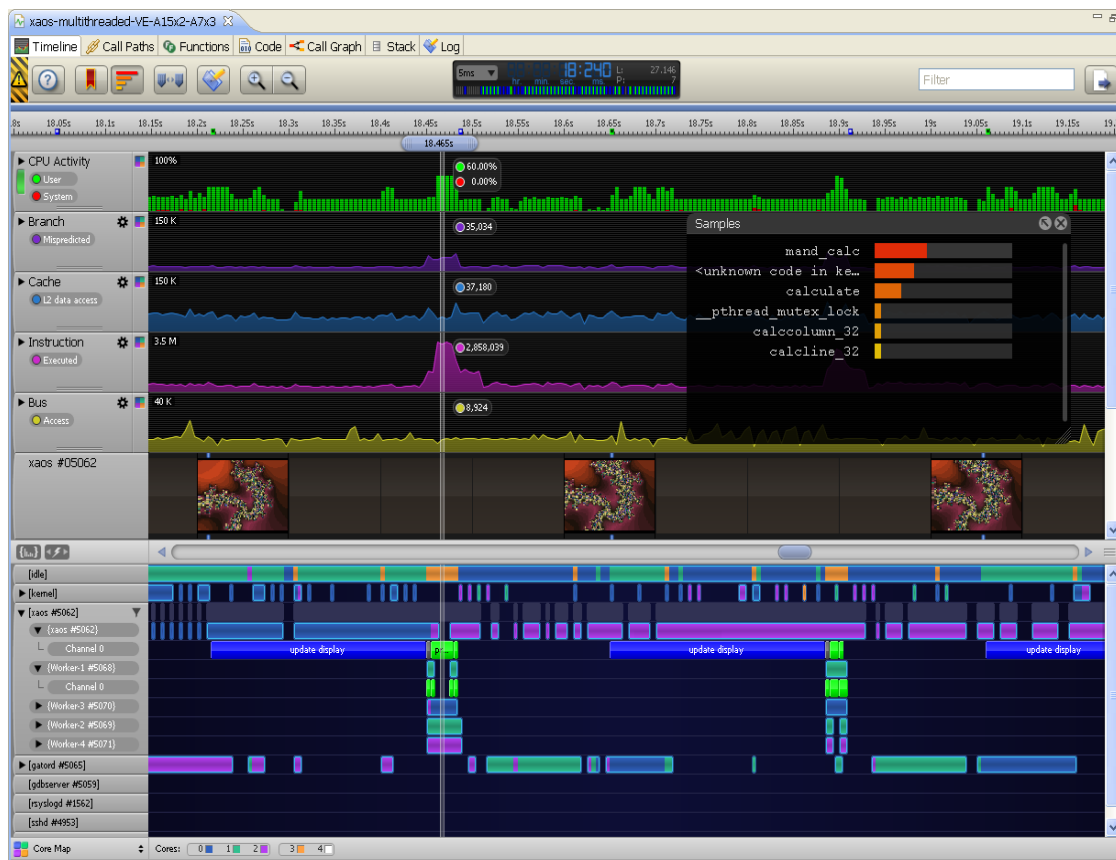 xaos-multithreaded-VE-A15x2-A7x3
Timeline Call Paths Functions Code Call Graph Stack Log
5ms 18:240 L: 27.146
hr. min. sec. ms. P: 7
Filter
18.05s 18.1s 18.15s 18.2s 18.25s 18.3s 18.35s 18.4s 18.45s 18.5s 18.55s 18.6s 18.65s 18.7s 18.75s 18.8s 18.85s 18.9s 18.95s 19s 19.05s 19.1s 19.15s 19.
18.465s
CPU Activity 100% 60.00%
User 0.00%
System
Branch 150 K 35,034
Mispredicted
Samples
mand_calc
<unknown code in ke...
calculate
__pthread_mutex_lock
calccolumn_32
calcline_32
Cache 150 K 37,180
L2 data access
Instruction 3.5 M 2,858,039
Executed
Bus 40 K 8,924
Access
xaos #05062
[idle]
[kernel]
[xaos #5062]
{xaos #5062}
Channel 0 update display pr... update display update display
{Worker-1 #5068}
Channel 0
{Worker-3 #5070}
{Worker-2 #5069}
{Worker-4 #5071}
[gatord #5065]
[gdbserver #5059]
[rsyslogd #1562]
[sshd #4953]
Core Map Cores: 0 1 2 3 4